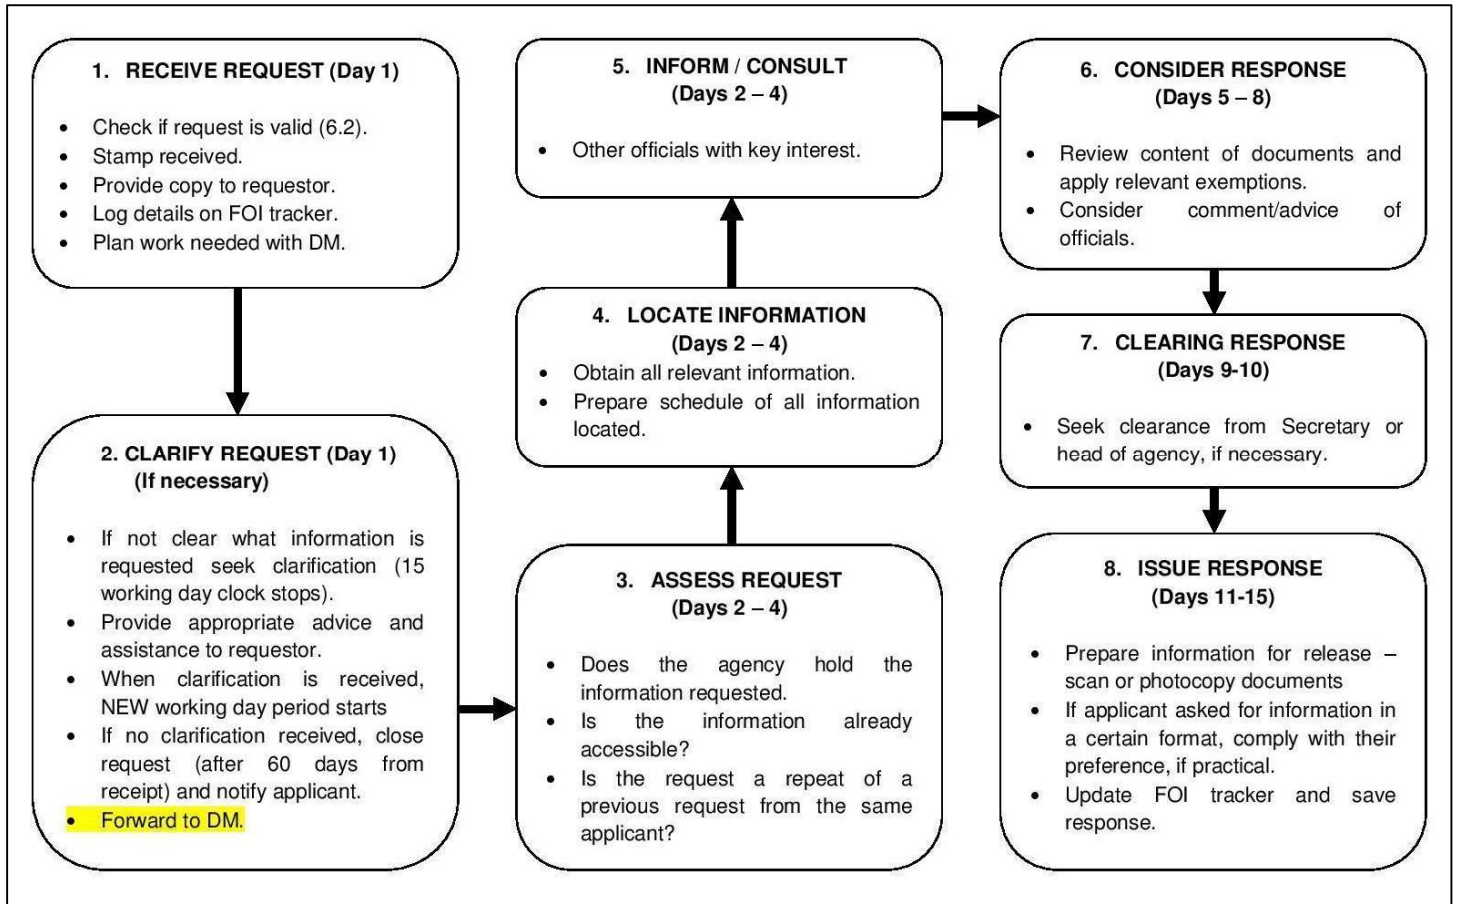 1. RECEIVE REQUEST (Day 1)
• Check if request is valid (6.2).
• Stamp received.
• Provide copy to requestor.
• Log details on FOI tracker.
• Plan work needed with DM.
2. CLARIFY REQUEST (Day 1)
(If necessary)
• If not clear what information is
requested seek clarification (15
working day clock stops).
• Provide appropriate advice and
assistance to requestor.
• When clarification is received,
NEW working day period starts
• If no clarification received, close
request (after 60 days from
receipt) and notify applicant.
• Forward to DM.
3. ASSESS REQUEST
(Days 2 – 4)
• Does the agency hold the
information requested.
• Is the information already
accessible?
• Is the request a repeat of a
previous request from the same
applicant?
4. LOCATE INFORMATION
(Days 2 – 4)
• Obtain all relevant information.
• Prepare schedule of all information
located.
5. INFORM / CONSULT
(Days 2 – 4)
• Other officials with key interest.
6. CONSIDER RESPONSE
(Days 5 – 8)
• Review content of documents and
apply relevant exemptions.
• Consider comment/advice of
officials.
7. CLEARING RESPONSE
(Days 9-10)
• Seek clearance from Secretary or
head of agency, if necessary.
8. ISSUE RESPONSE
(Days 11-15)
• Prepare information for release –
scan or photocopy documents
• If applicant asked for information in
a certain format, comply with their
preference, if practical.
• Update FOI tracker and save
response.